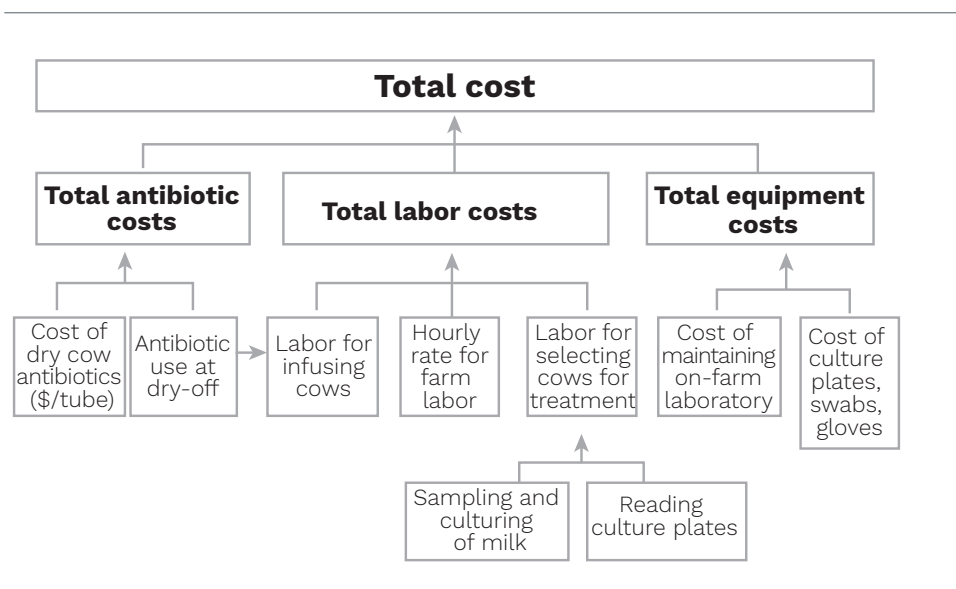 Total cost
Total antibiotic
costs
Total labor costs
Total equipment
costs
Cost of
dry cow
antibiotics
($/tube)
Antibiotic
use at
dry-off
Labor for
infusing
cows
Hourly
rate for
farm
labor
Labor for
selecting
cows for
treatment
Cost of
maintaining
on-farm
laboratory
Cost of
culture
plates,
swabs,
gloves
Sampling and
culturing
of milk
Reading
culture plates